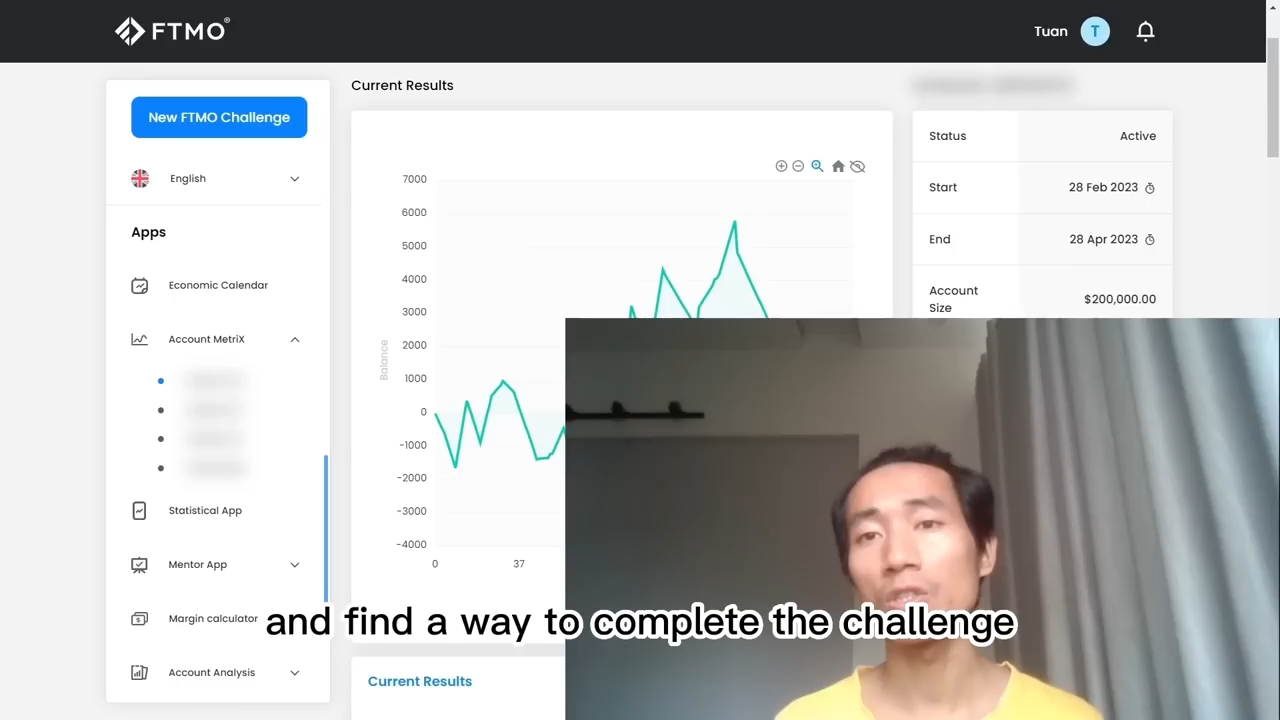 FTMO®
Tuan
T
New FTMO Challenge
English
Apps
Economic Calendar
Account MetriX
Statistical App
Mentor App
Margin calculator
Account Analysis
Current Results
7000
6000
5000
4000
3000
2000
1000
0
-1000
-2000
-3000
-4000
Balance
0
37
Status Active
Start 28 Feb 2023
End 28 Apr 2023
Account
Size
$200,000.00
and find a way to complete the challenge
Current Results